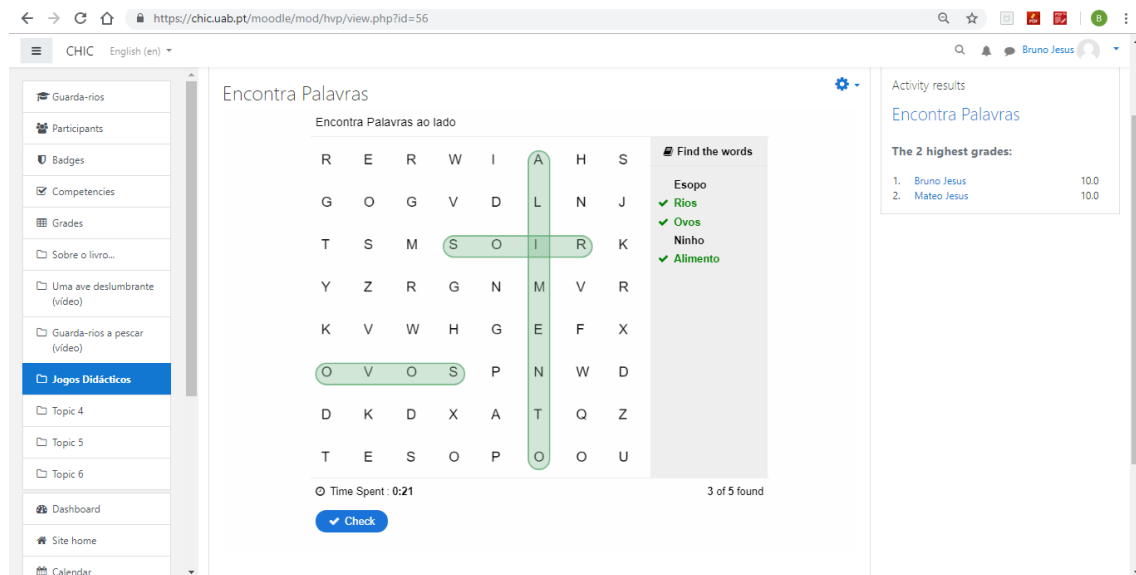 https://chic.uab.pt/moodle/mod/hvp/view.php?id=56
B
CHIC English (en)
Bruno Jesus
Guarda-rios
Participants
Badges
Competencies
Grades
Sobre o livro...
Uma ave deslumbrante
(vídeo)
Guarda-rios a pescar
(vídeo)
Jogos Didácticos
Topic 4
Topic 5
Topic 6
Dashboard
Site home
Calendar
Encontra Palavras
Encontra Palavras ao lado
R E R W I A H S
G O G V D L N J
T S M S O I R K
Y Z R G N M V R
K V W H G E F X
O V O S P N W D
D K D X A T Q Z
T E S O P O O U
Find the words
Esopo
Rios
Ovos
Ninho
Alimento
Time Spent : 0:21 3 of 5 found
Check
Activity results
Encontra Palavras
The 2 highest grades:
1. Bruno Jesus 10.0
2. Mateo Jesus 10.0